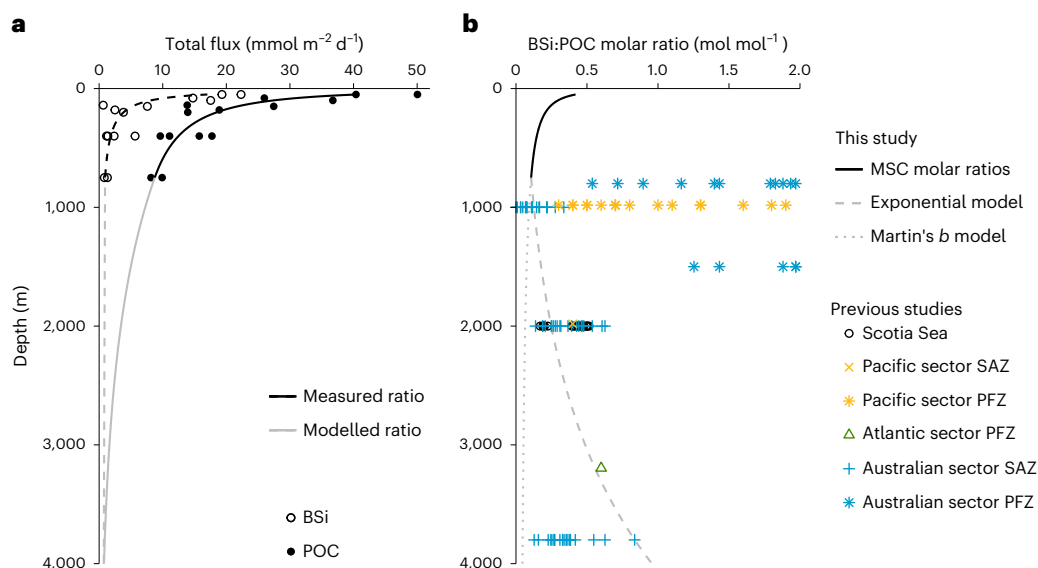 a
Total flux (mmol m⁻² d⁻¹)
0 10 20 30 40 50
0
1,000
2,000
3,000
4,000
Depth (m)
Measured ratio
Modelled ratio
BSi
POC
b
BSi:POC molar ratio (mol mol⁻¹ )
0 0.5 1.0 1.5 2.0
0
1,000
2,000
3,000
4,000
This study
MSC molar ratios
Exponential model
Martin's b model
Previous studies
Scotia Sea
Pacific sector SAZ
Pacific sector PFZ
Atlantic sector PFZ
Australian sector SAZ
Australian sector PFZ